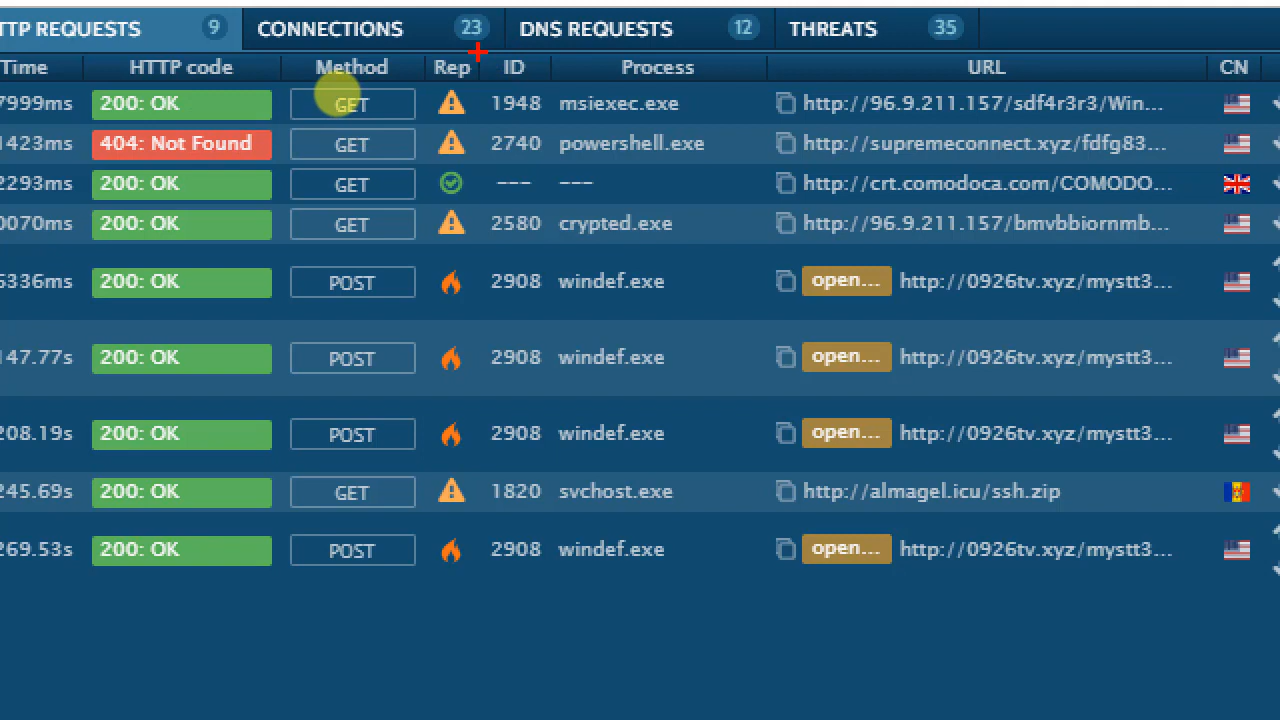 TTP REQUESTS 9 CONNECTIONS 23 DNS REQUESTS 12 THREATS 35
Time HTTP code Method Rep ID Process URL CN
7999ms 200: OK GET 1948 msiexec.exe http://96.9.211.157/sdf4r3r3/Win...
1423ms 404: Not Found GET 2740 powershell.exe http://supremeconnect.xyz/fdfg83...
2293ms 200: OK GET --- --- http://crt.comodoca.com/COMODO...
0070ms 200: OK GET 2580 crypted.exe http://96.9.211.157/bmvbbiornmb...
6336ms 200: OK POST 2908 windef.exe open... http://0926tv.xyz/mystt3...
147.77s 200: OK POST 2908 windef.exe open... http://0926tv.xyz/mystt3...
208.19s 200: OK POST 2908 windef.exe open... http://0926tv.xyz/mystt3...
245.69s 200: OK GET 1820 svchost.exe http://almagel.icu/ssh.zip
269.53s 200: OK POST 2908 windef.exe open... http://0926tv.xyz/mystt3...